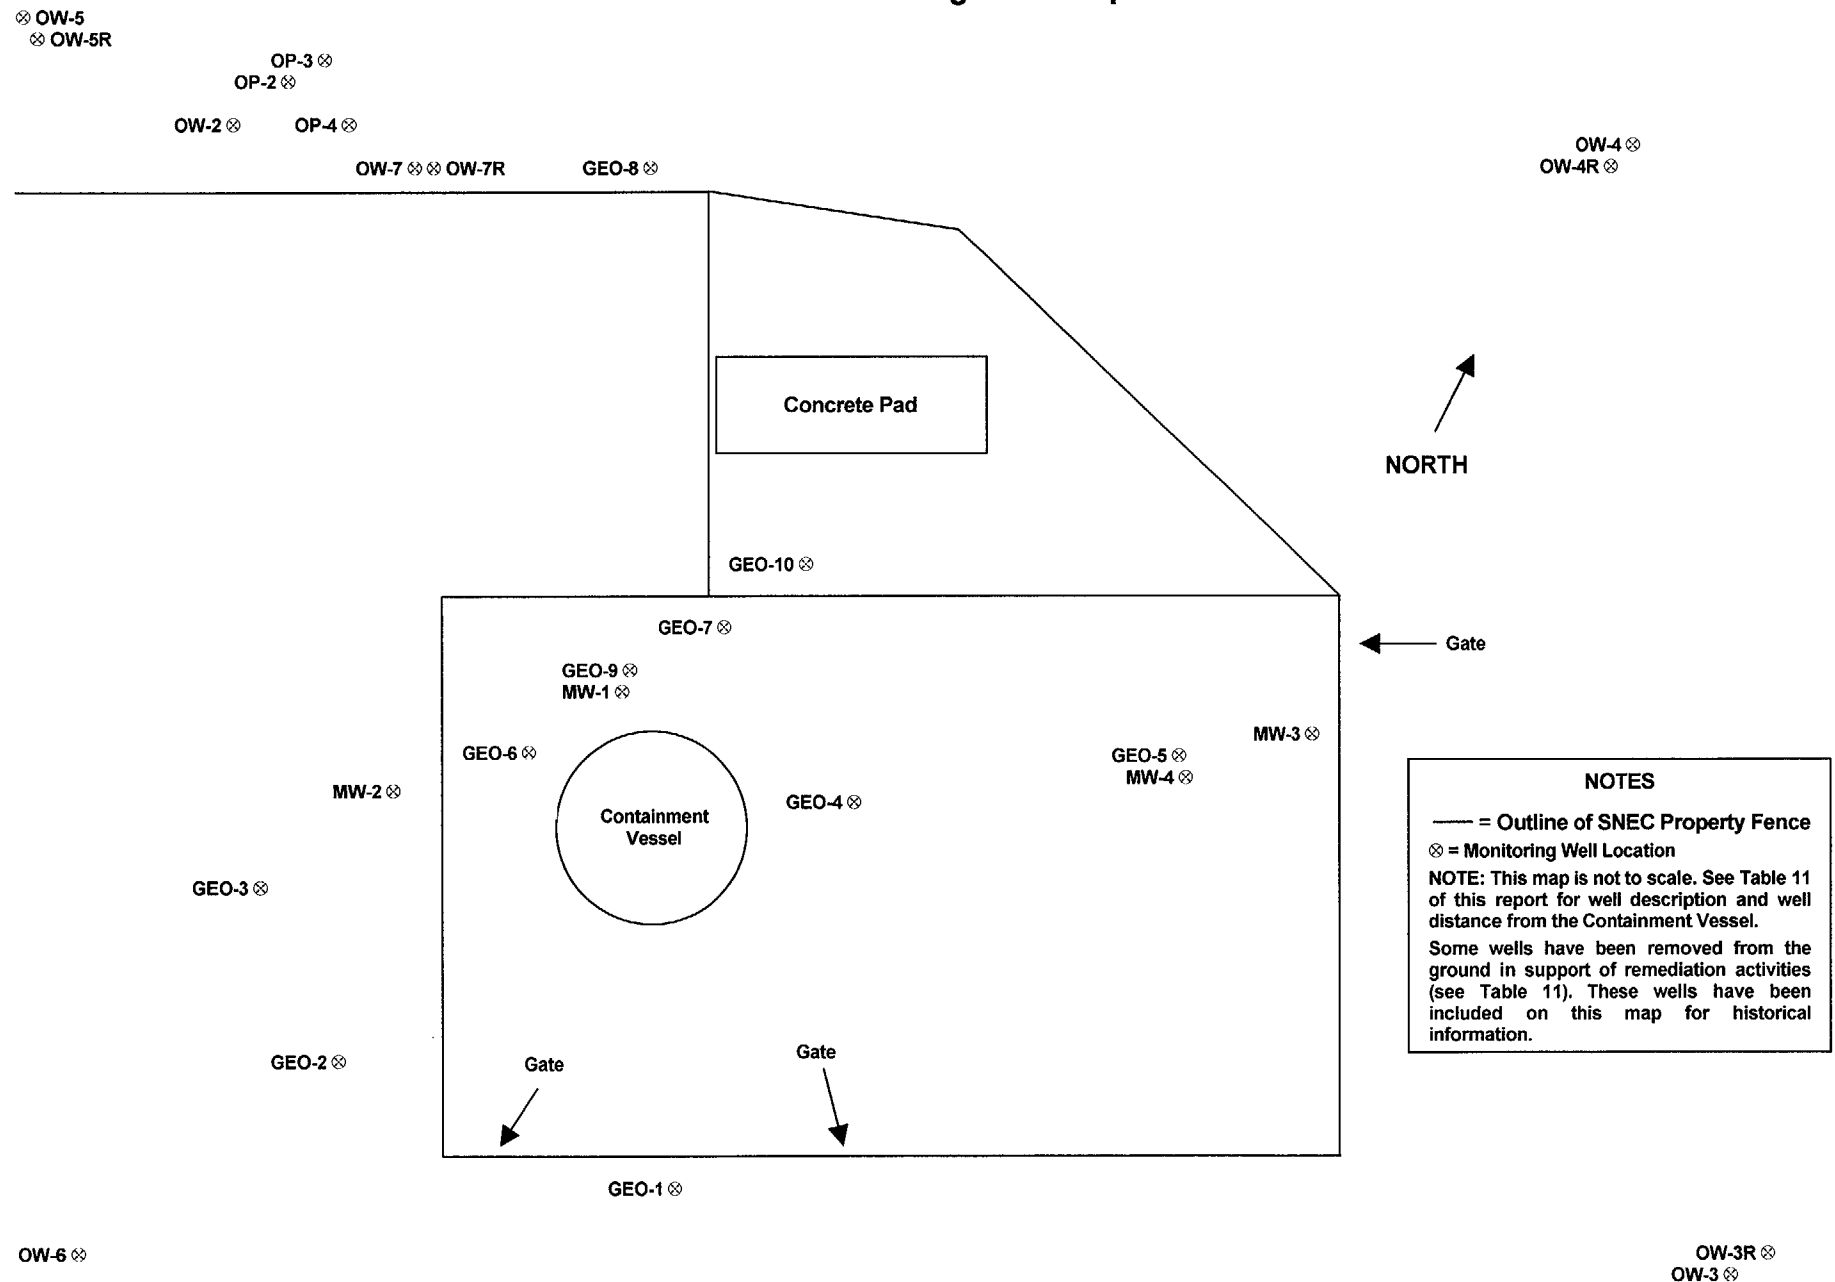 OW-5
OW-5R
OP-3
OP-2
OW-2
OP-4
OW-7
OW-7R
GEO-8
OW-4
OW-4R
Concrete Pad
NORTH
GEO-10
GEO-7
Gate
GEO-9
MW-1
GEO-6
MW-3
GEO-5
MW-4
MW-2
GEO-4
Containment
Vessel
GEO-3
NOTES
= Outline of SNEC Property Fence
= Monitoring Well Location
NOTE: This map is not to scale. See Table 11
of this report for well description and well
distance from the Containment Vessel.
Some wells have been removed from the
ground in support of remediation activities
(see Table 11). These wells have been
included on this map for historical
information.
GEO-2
Gate
Gate
GEO-1
OW-6
OW-3R
OW-3